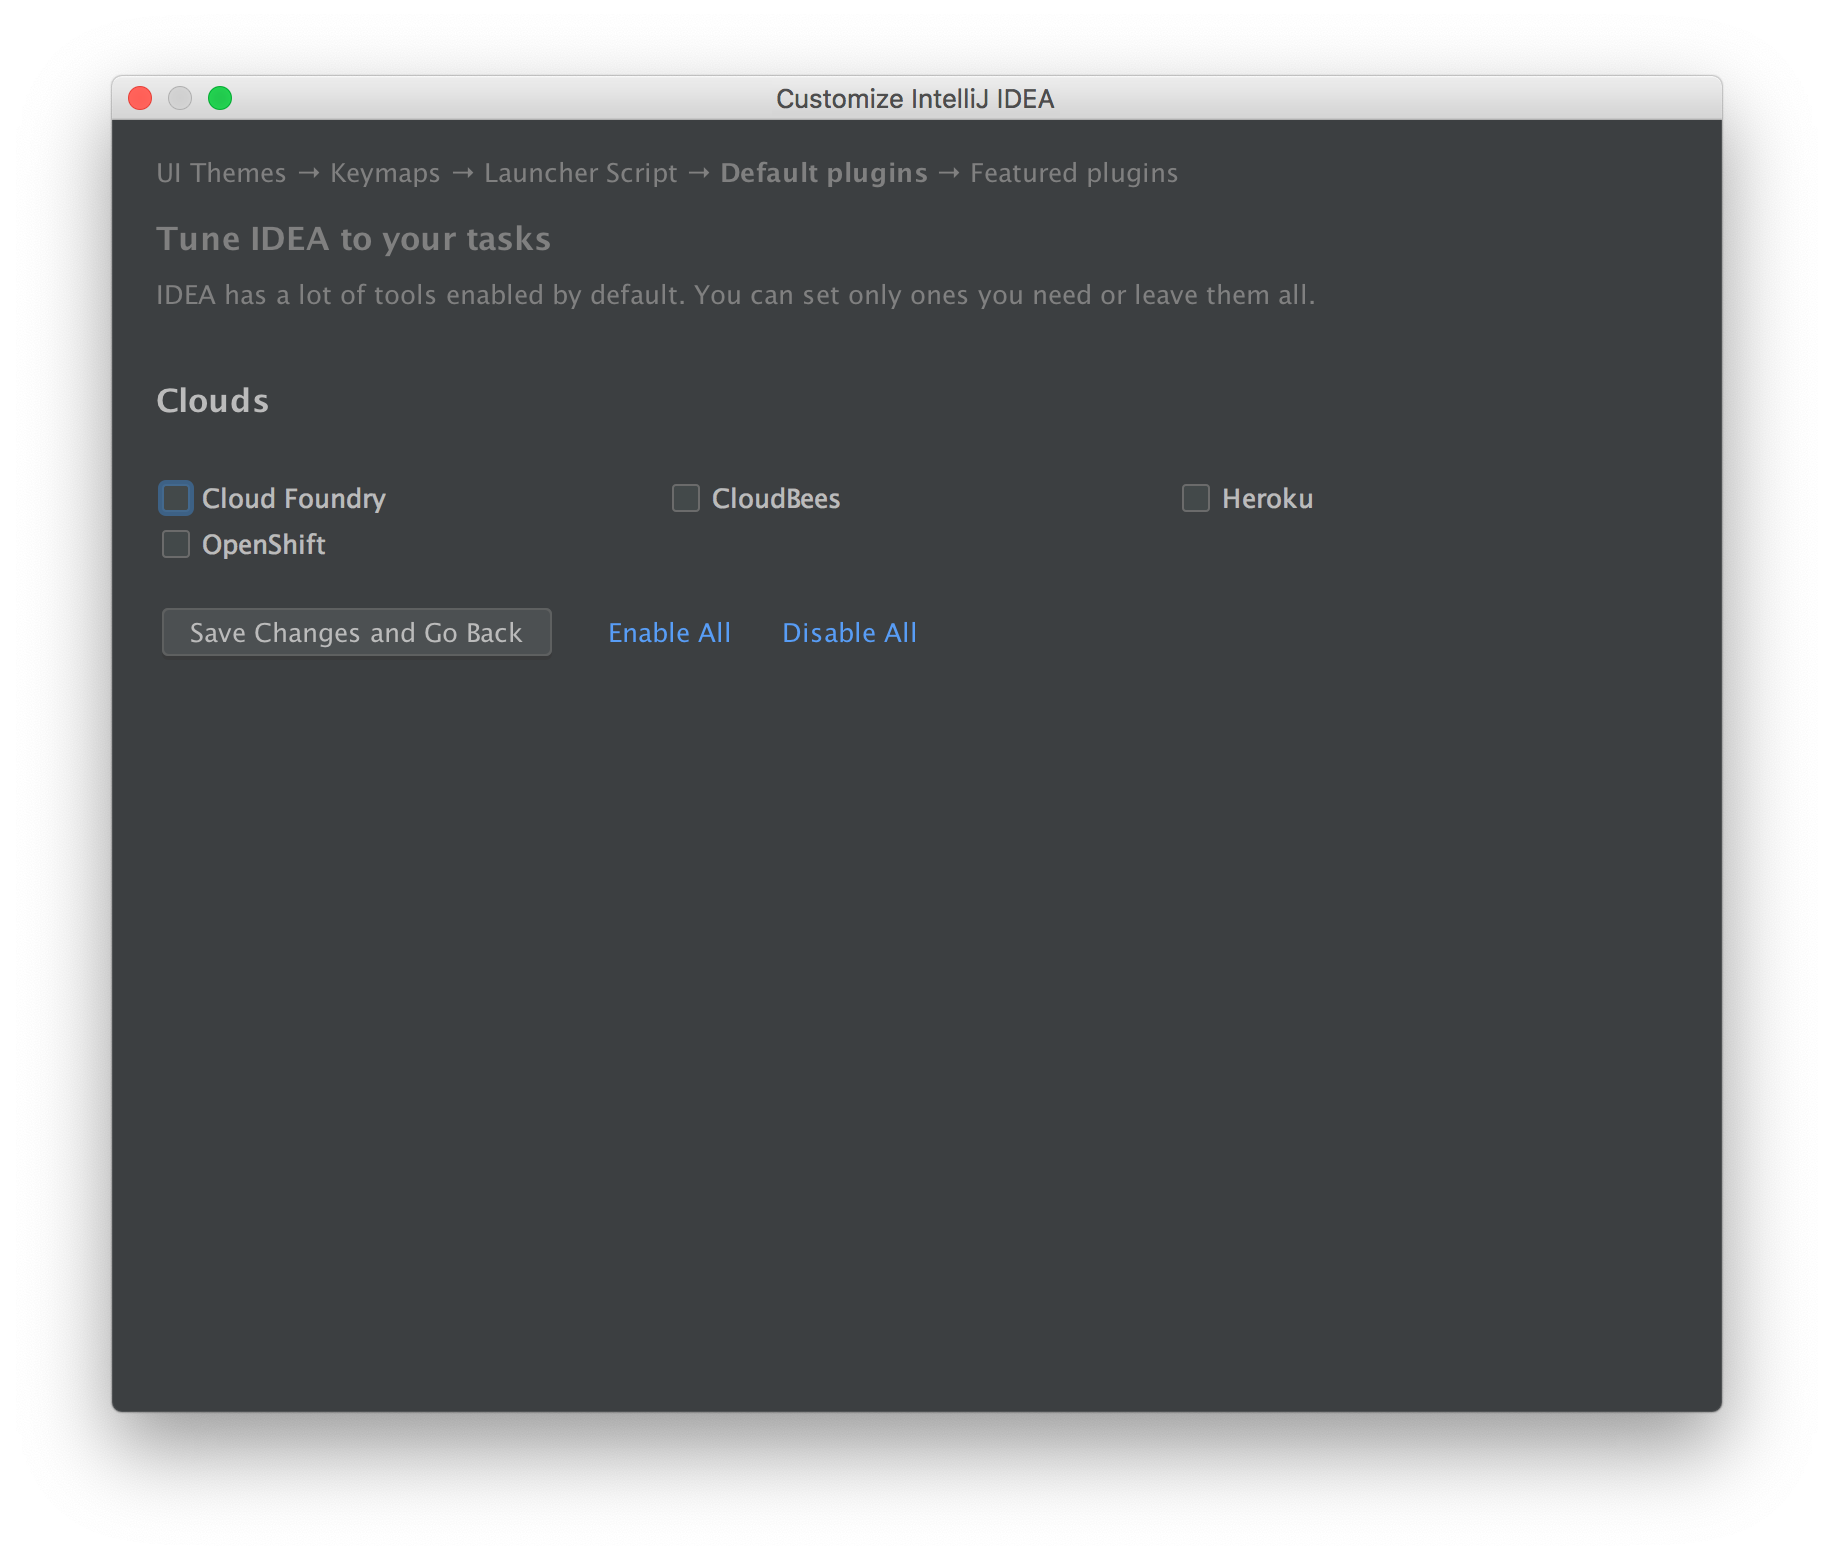 Customize IntelliJ IDEA
UI Themes → Keymaps → Launcher Script → Default plugins → Featured plugins
Tune IDEA to your tasks
IDEA has a lot of tools enabled by default. You can set only ones you need or leave them all.
Clouds
Cloud Foundry CloudBees Heroku
OpenShift
Save Changes and Go Back Enable All Disable All